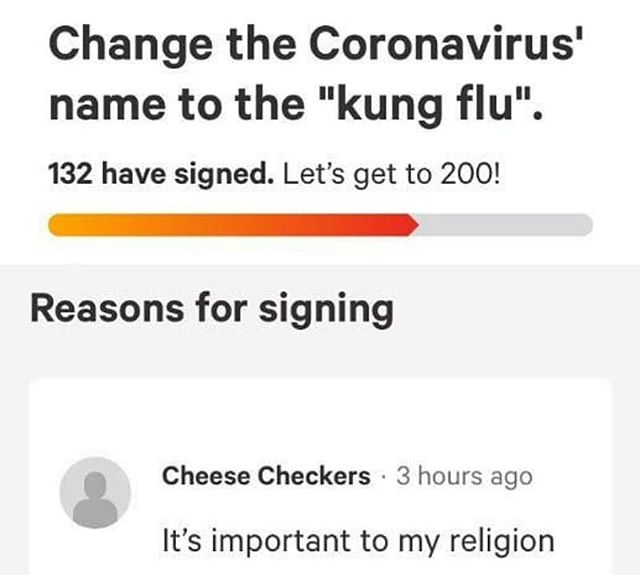 Change the Coronavirus'
name to the "kung flu".
132 have signed. Let's get to 200!
Reasons for signing
Cheese Checkers · 3 hours ago
It's important to my religion